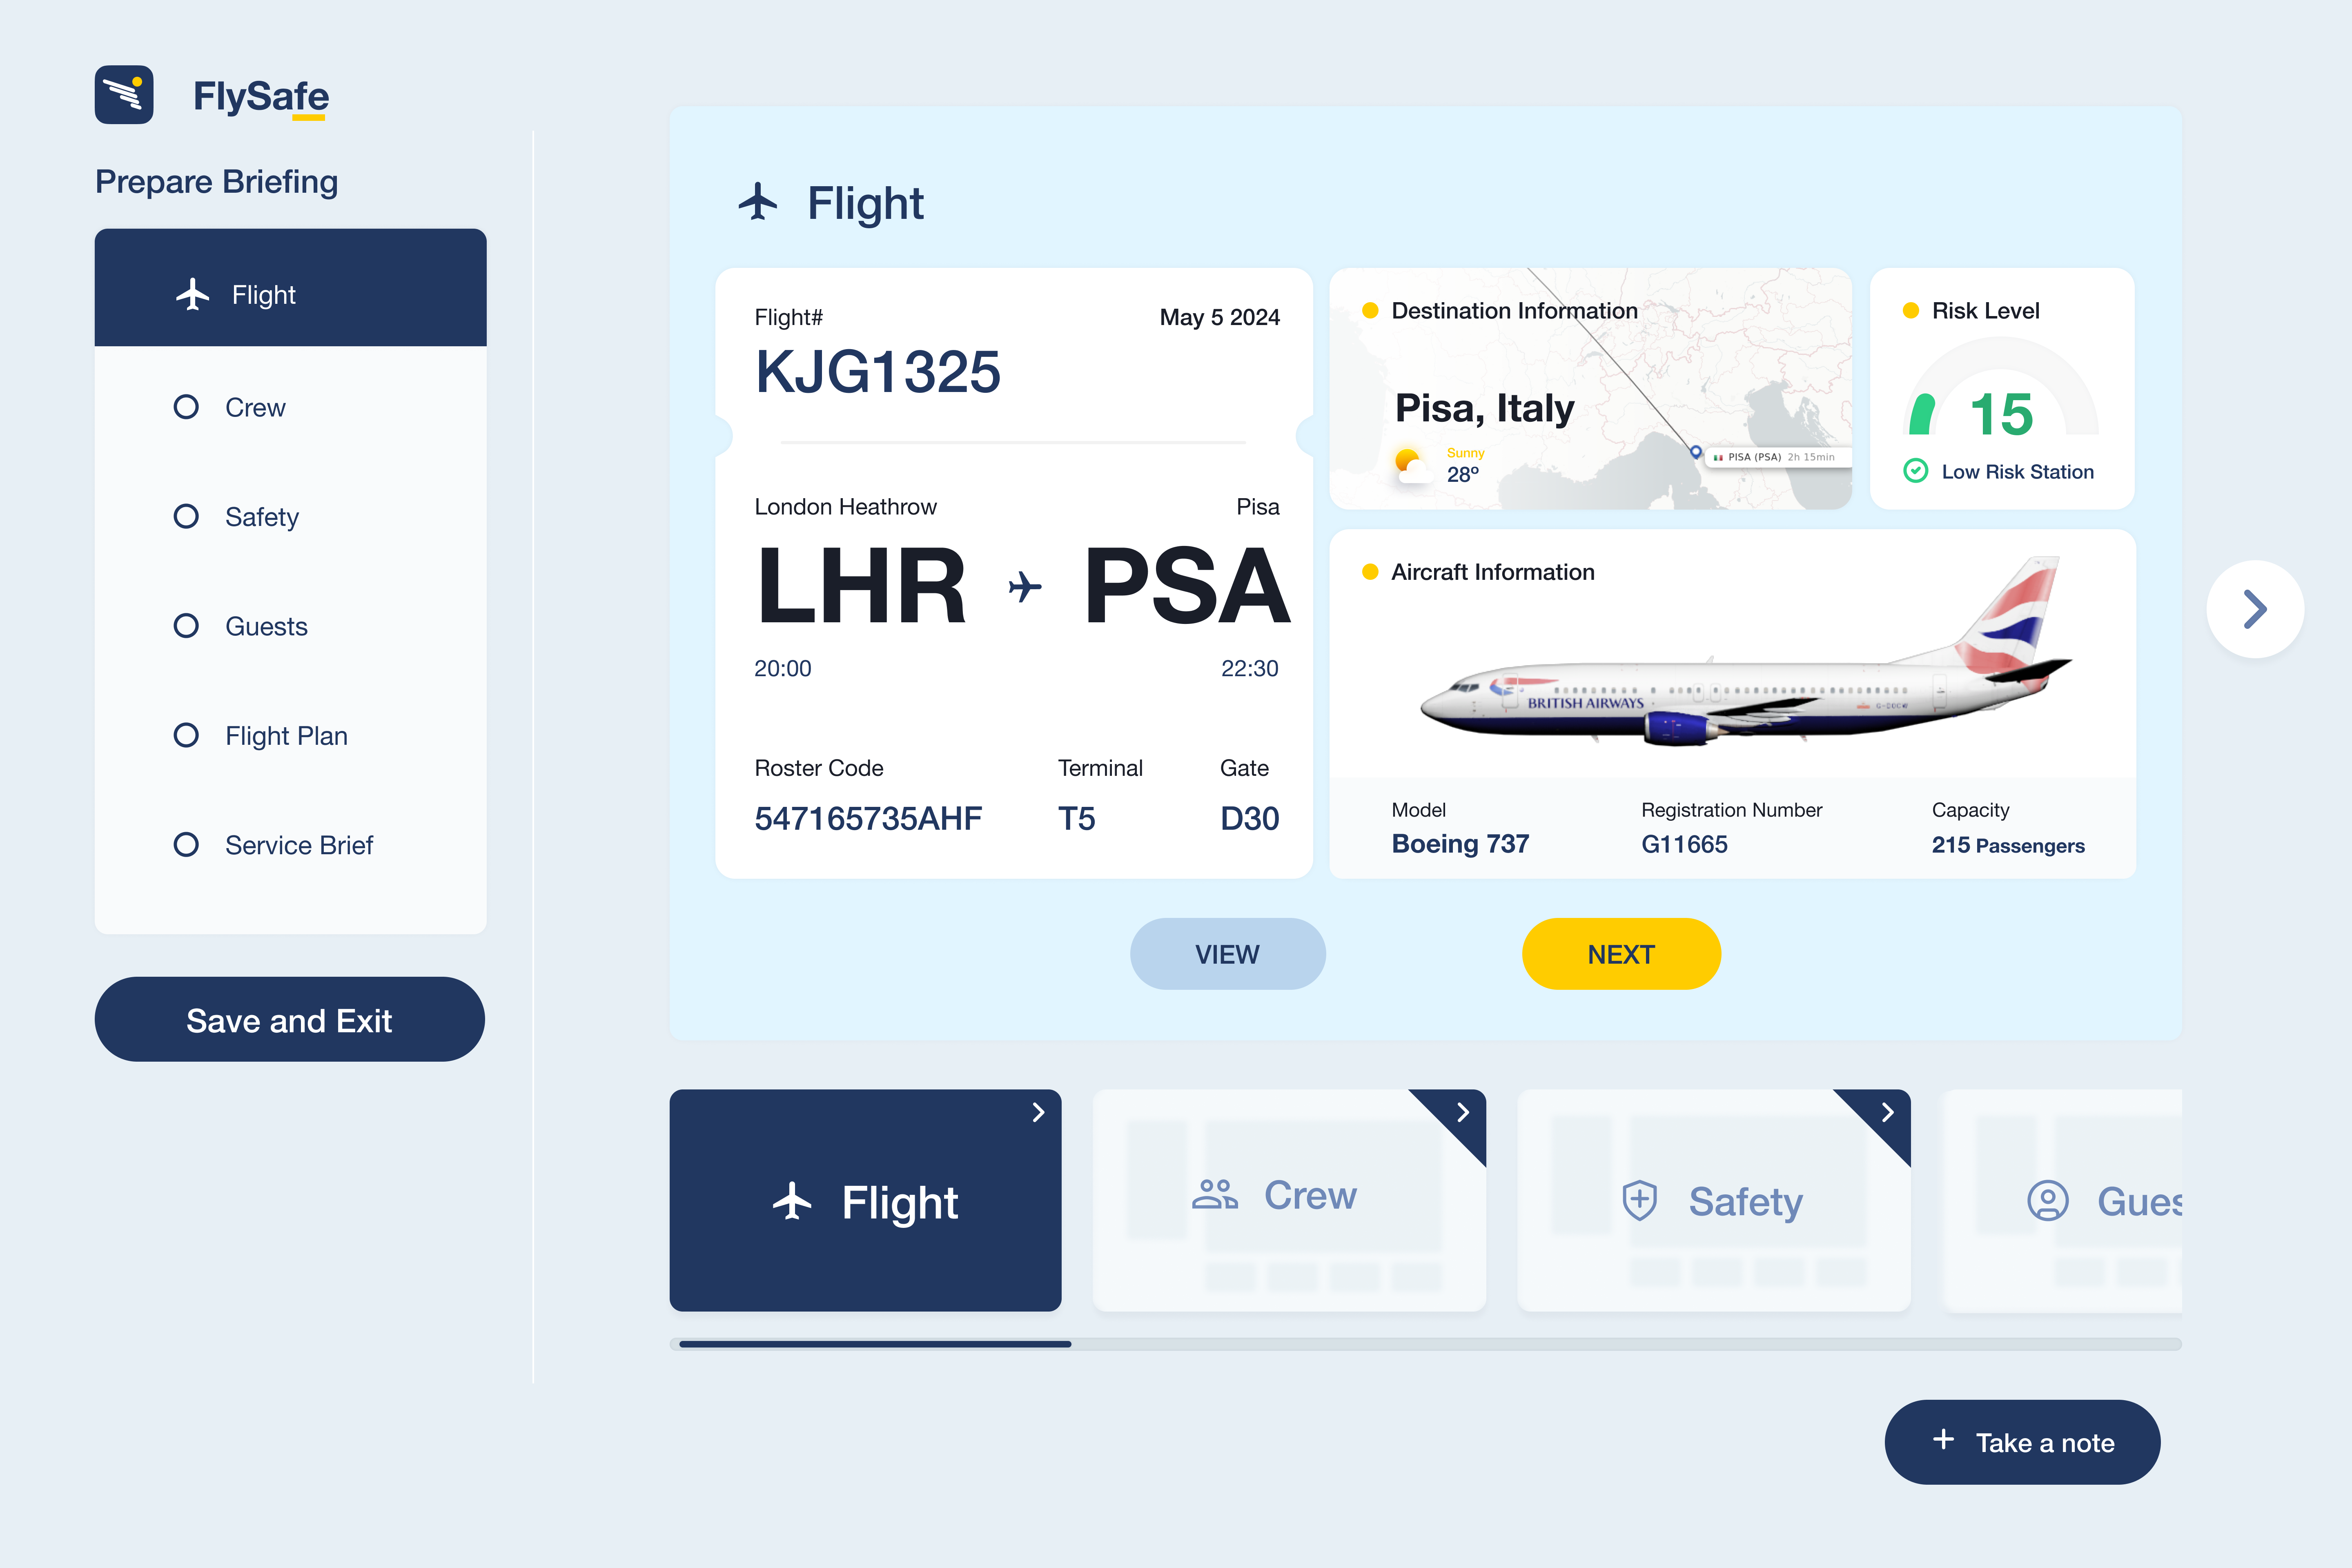 FlySafe
Prepare Briefing
Flight
Crew
Safety
Guests
Flight Plan
Service Brief
Save and Exit
Flight
Flight#
May 5 2024
KJG1325
London Heathrow
Pisa
LHR
PSA
20:00
22:30
Roster Code
Terminal
Gate
547165735AHF
T5
D30
Destination Information
Pisa, Italy
Sunny
28º
PISA (PSA) 2h 15min
Risk Level
15
Low Risk Station
Aircraft Information
BRITISH AIRWAYS
Model
Registration Number
Capacity
Boeing 737
G11665
215 Passengers
VIEW
NEXT
Flight
Crew
Safety
Gues
Take a note